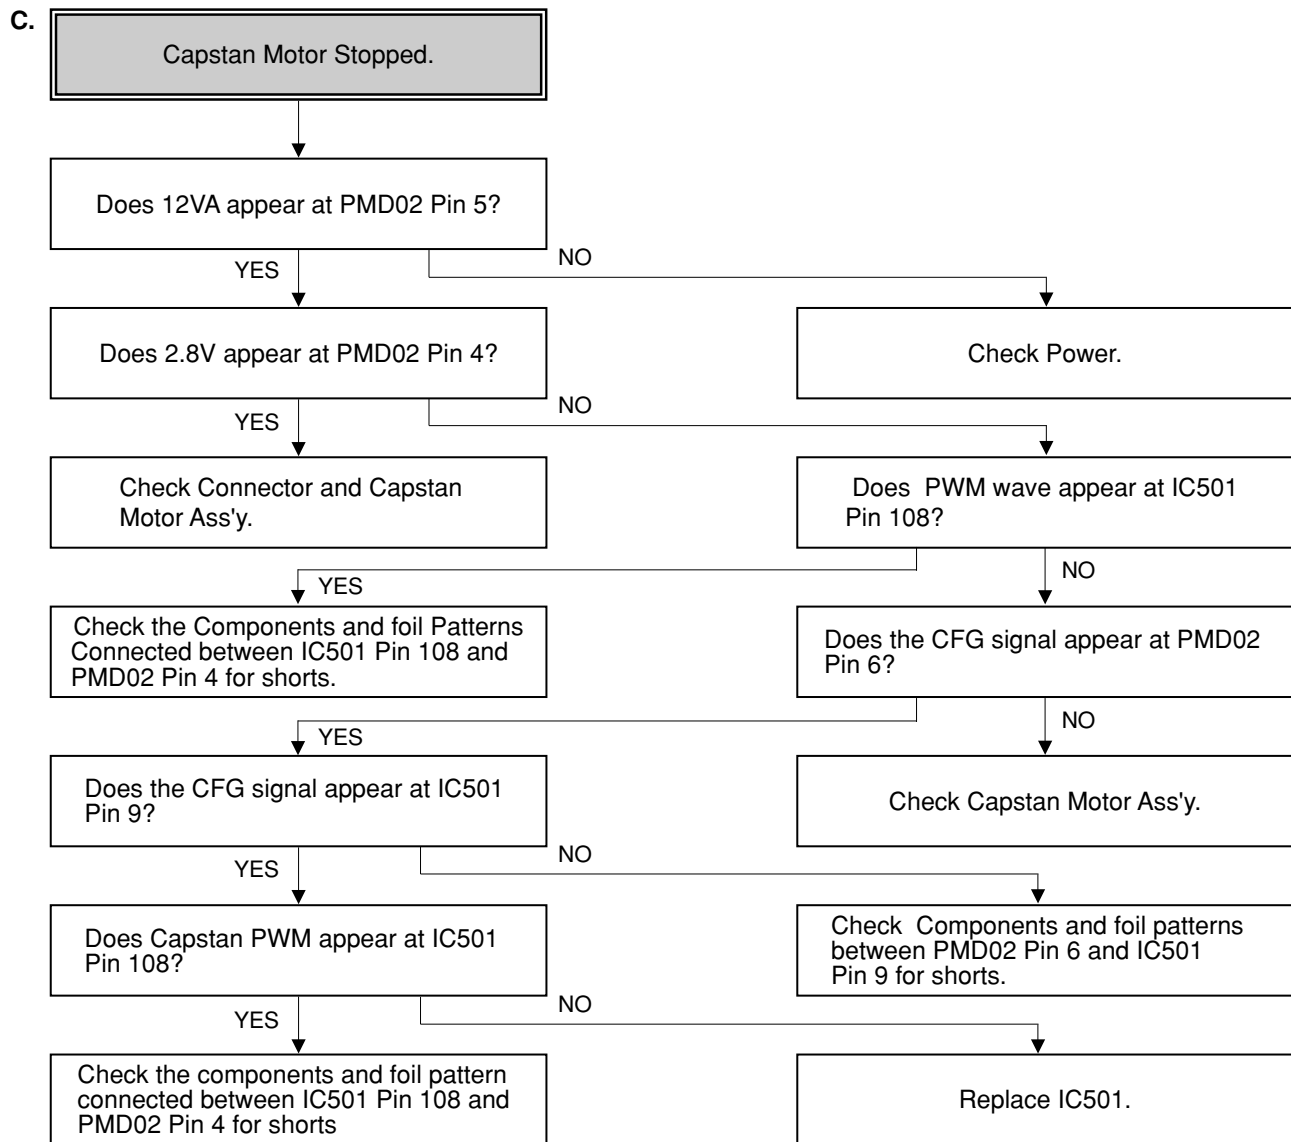 C.
Capstan Motor Stopped.
Does 12VA appear at PMD02 Pin 5?
YES
NO
Does 2.8V appear at PMD02 Pin 4?
Check Power.
YES
NO
Check Connector and Capstan
Motor Ass'y.
Does PWM wave appear at IC501
Pin 108?
YES
NO
Check the Components and foil Patterns
Connected between IC501 Pin 108 and
PMD02 Pin 4 for shorts.
Does the CFG signal appear at PMD02
Pin 6?
YES
NO
Does the CFG signal appear at IC501
Pin 9?
Check Capstan Motor Ass'y.
YES
NO
Does Capstan PWM appear at IC501
Pin 108?
Check Components and foil patterns
between PMD02 Pin 6 and IC501
Pin 9 for shorts.
YES
NO
Check the components and foil pattern
connected between IC501 Pin 108 and
PMD02 Pin 4 for shorts
Replace IC501.